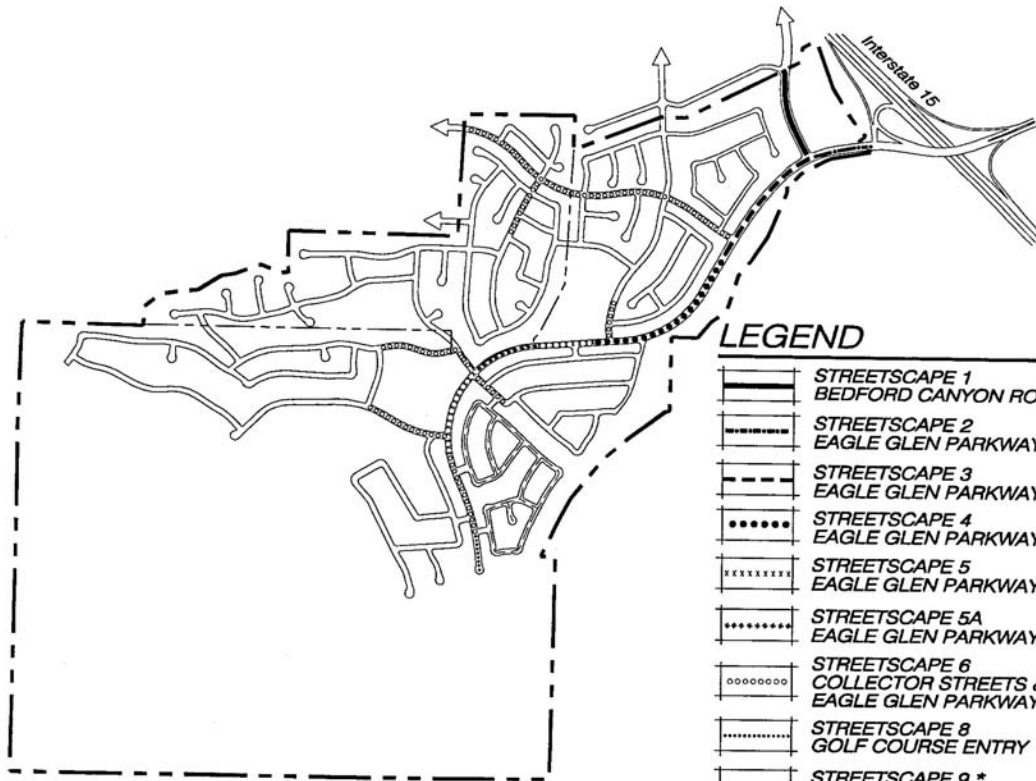 Interstate 15
LEGEND
STREETSCAPE 1
BEDFORD CANYON RO
STREETSCAPE 2
EAGLE GLEN PARKWAY
STREETSCAPE 3
EAGLE GLEN PARKWAY
STREETSCAPE 4
EAGLE GLEN PARKWAY
STREETSCAPE 5
EAGLE GLEN PARKWAY
STREETSCAPE 5A
EAGLE GLEN PARKWAY
STREETSCAPE 6
COLLECTOR STREETS &
EAGLE GLEN PARKWAY
STREETSCAPE 8
GOLF COURSE ENTRY
STREETSCAPE 9 *